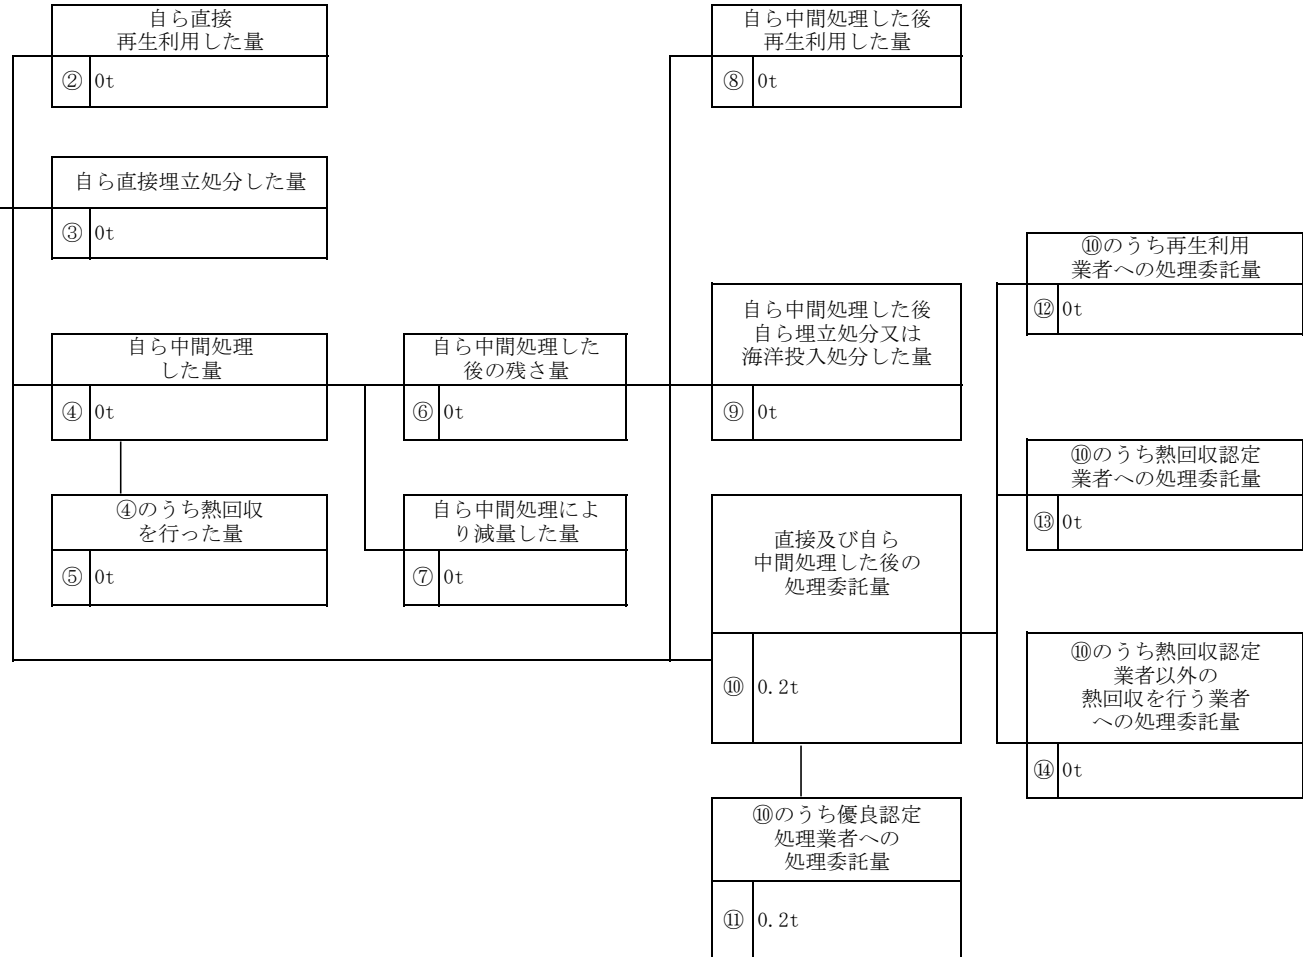 自ら直接
再生利用した量
② 0t
自ら直接埋立処分した量
③ 0t
自ら中間処理
した量
④ 0t
④のうち熱回収
を行った量
⑤ 0t
自ら中間処理した
後の残さ量
⑥ 0t
自ら中間処理によ
り減量した量
⑦ 0t
自ら中間処理した後
再生利用した量
⑧ 0t
自ら中間処理した後
自ら埋立処分又は
海洋投入処分した量
⑨ 0t
直接及び自ら
中間処理した後の
処理委託量
⑩ 0.2t
⑩のうち優良認定
処理業者への
処理委託量
⑪ 0.2t
⑩のうち再生利用
業者への処理委託量
⑫ 0t
⑩のうち熱回収認定
業者への処理委託量
⑬ 0t
⑩のうち熱回収認定
業者以外の
熱回収を行う業者
への処理委託量
⑭ 0t